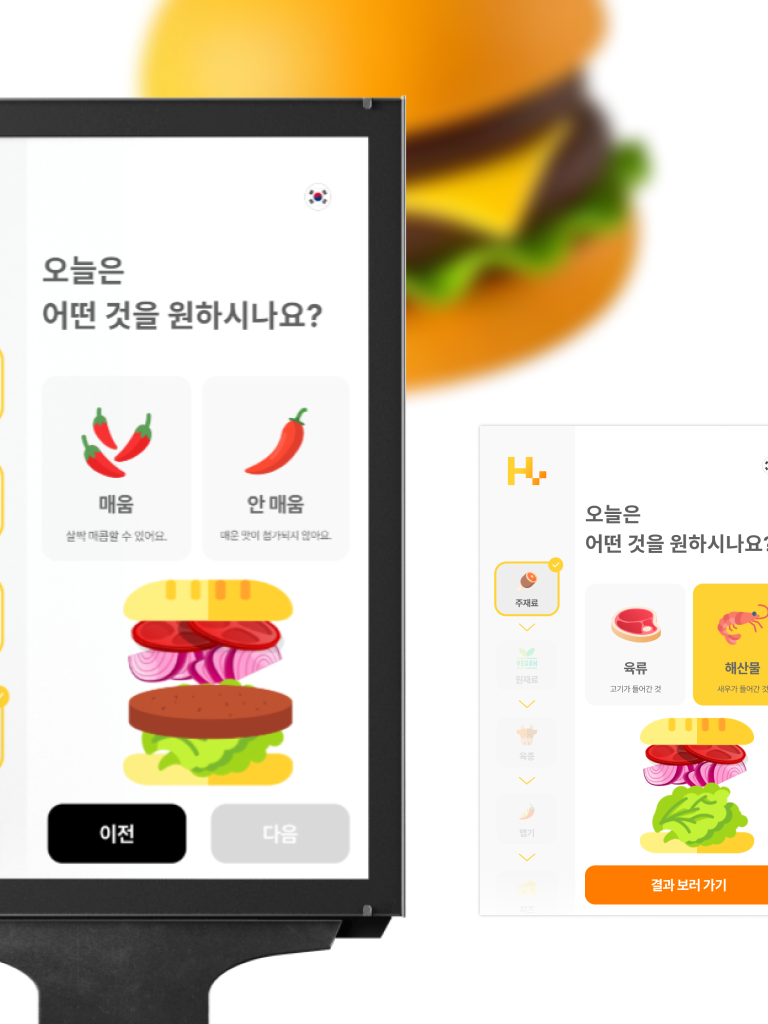 오늘은
어떤 것을 원하시나요?
매움
살짝 매콤할 수 있어요.
안 매움
매운 맛이 첨가되지 않아요.
이전
다음
H
오늘은
어떤 것을 원하시나요?
주재료
VEGAN
원재료
육종
맵기
치즈
육류
고기가 들어간 것
해산물
새우가 들어간 것
결과 보러 가기